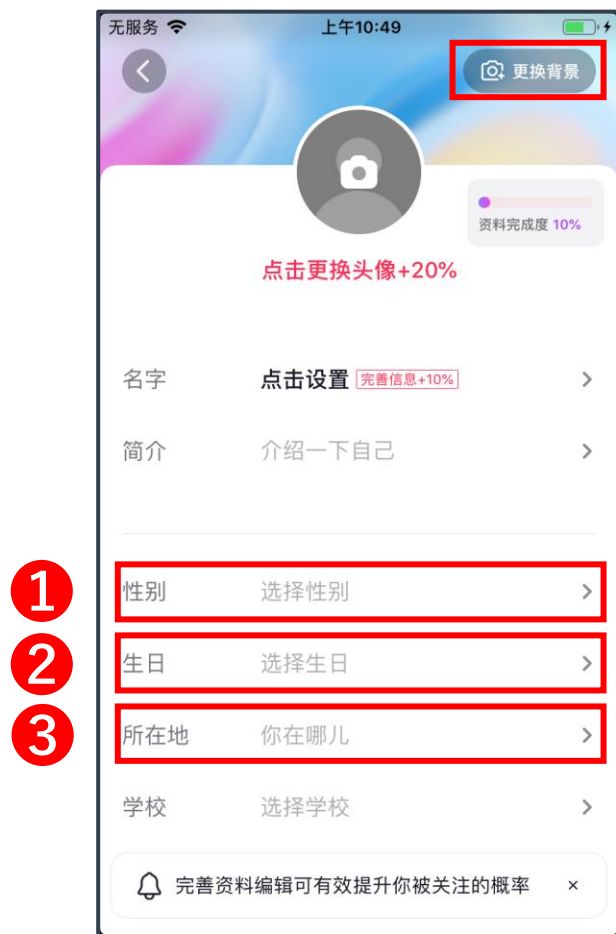 无服务 上午10:49
更换背景
资料完成度 10%
点击更换头像+20%
名字 点击设置 完善信息+10%
简介 介绍一下自己
1 性别 选择性别
2 生日 选择生日
3 所在地 你在哪儿
学校 选择学校
完善资料编辑可有效提升你被关注的概率 ×